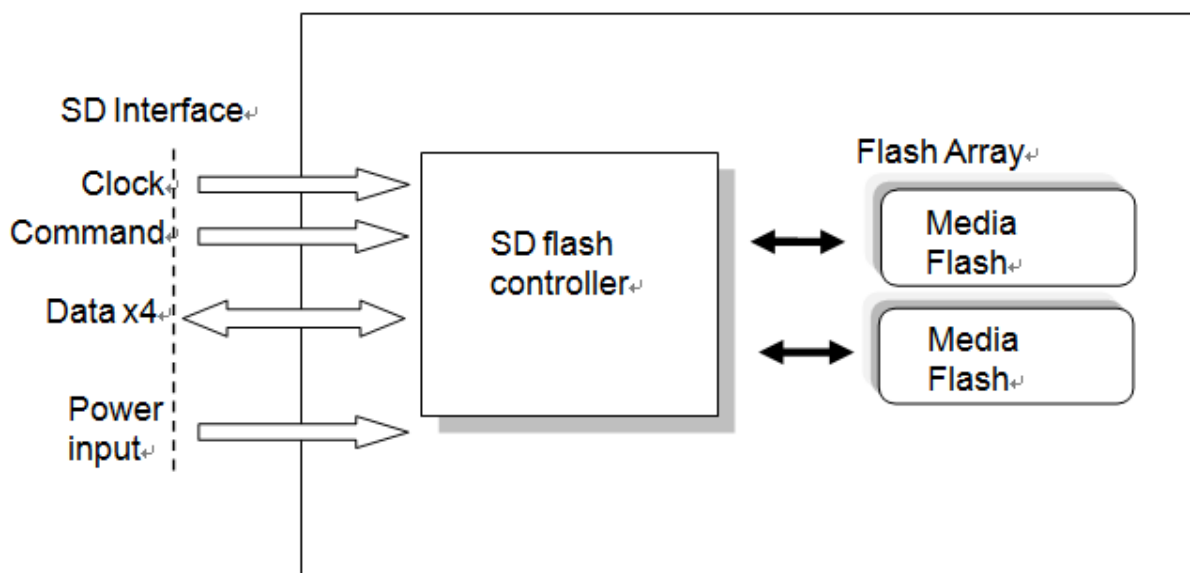 SD Interface↵
Clock↵
Command↵
Data x4↵
Power
input↵
SD flash
controller↵
Flash Array↵
Media
Flash↵
Media
Flash↵